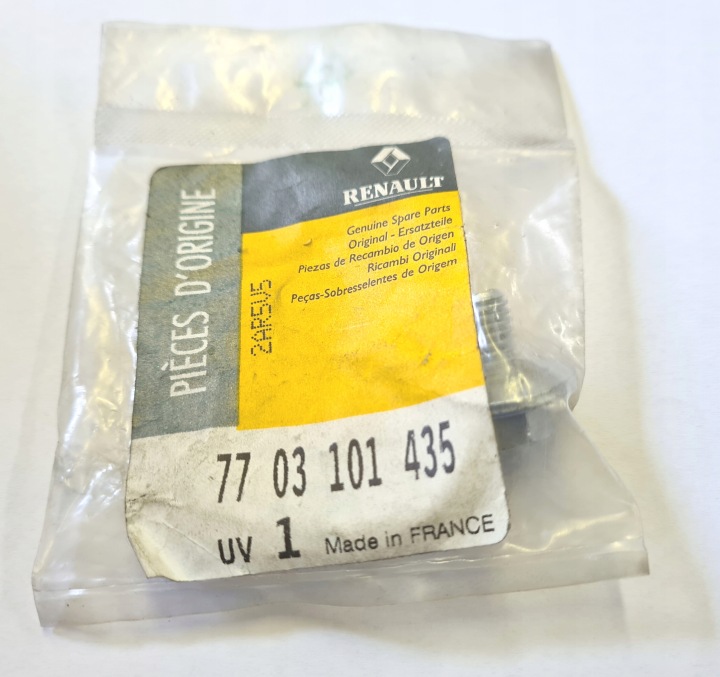 RENAULT
PIÈCES D'ORIGINE
Genuine Spare Parts
Original - Ersatzteile
Piezas de Recambio de Origen
Ricambi Originali
Peças-Sobresselentes de Origem
2AR5U5
77 03 101 435
UV 1 Made in FRANCE